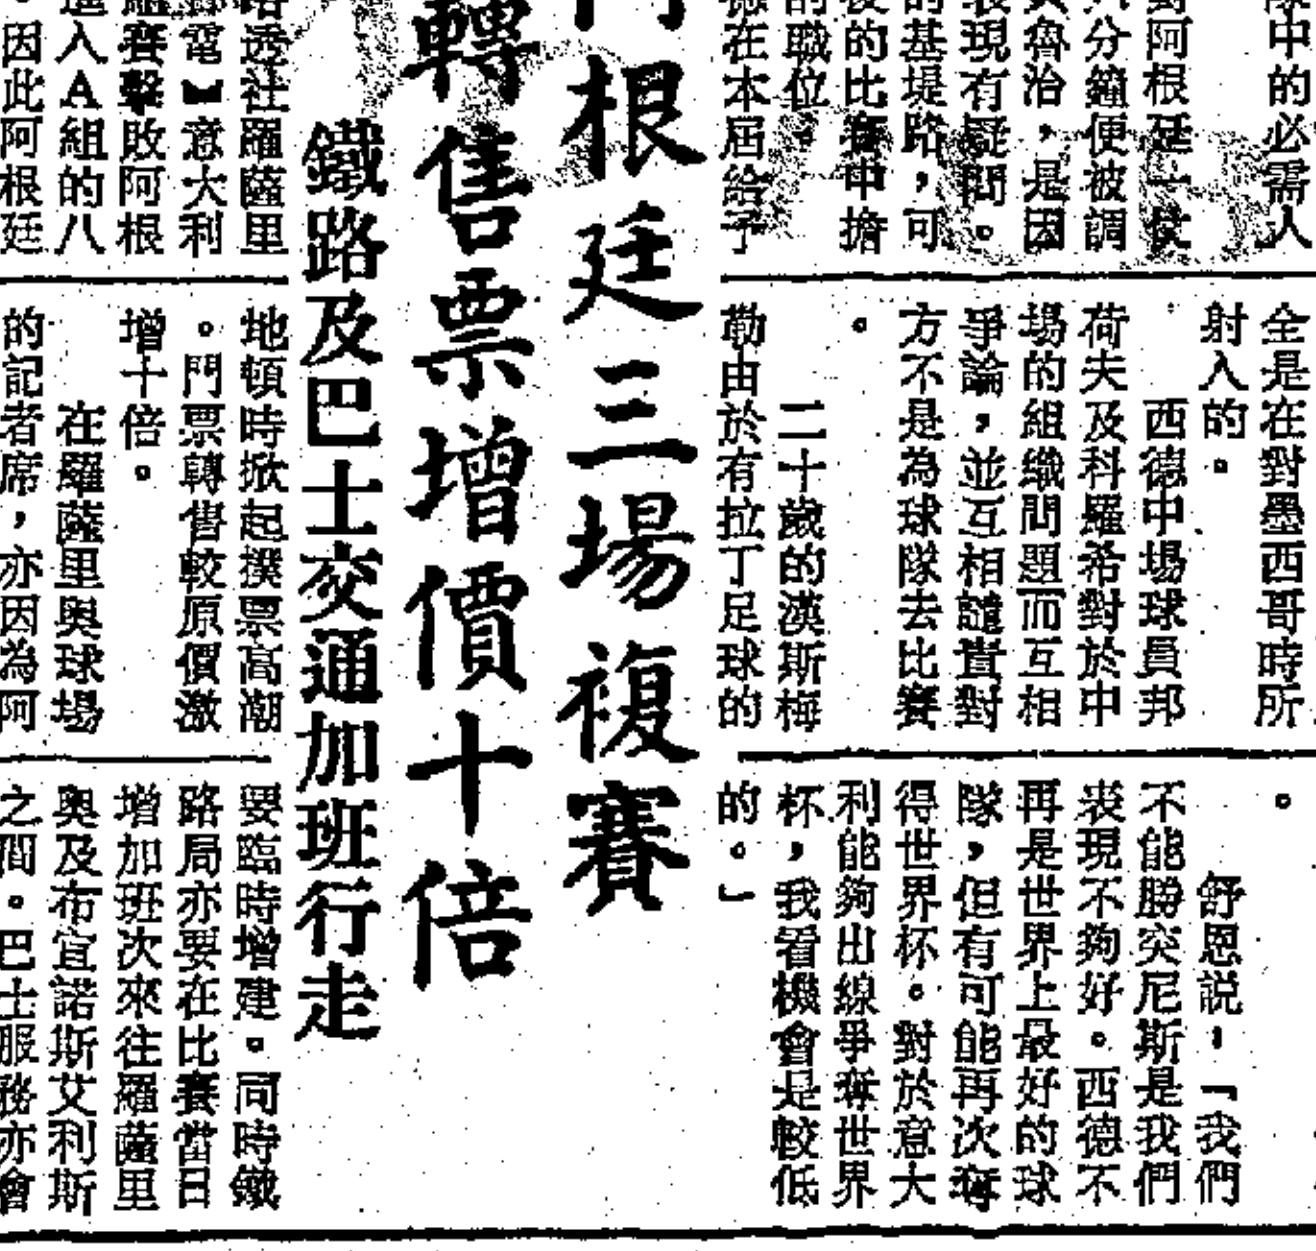 中的必需人
阿根廷一仗
分鐘便被調
魯治，是因
表現有疑問。
的基堤路，可
後的比賽中擔
的職位。
德在本屆給予
全是在對墨西哥時所
射入的。
西德中場球員邦
荷夫及科羅希對於中
場的組織問題而互相
爭論，並互相譴責對
方不是為球隊去比賽
。
二十歲的漢斯梅
勒由於有拉丁足球的
。
舒恩説，「我們
不能勝突尼斯是我們
表現不夠好。西德不
再是世界上最好的球
隊，但有可能再次奪
得世界杯。對於意大
利能夠出線爭奪世界
杯，我看機會是較低
的。」
根廷三場複賽
轉售票增價十倍
鐵路及巴士交通加班行走
透社羅薩里
電】意大利
賽擊敗阿根
入A組的八
。因此阿根廷
地頓時掀起撲票高潮
。門票轉售較原價激
增十倍。
在羅薩里奧球場
的記者席，亦因為阿
要臨時增建。同時鐵
路局亦要在比賽當日
增加班次來往羅薩里
奧及布宜諾斯艾利斯
之間。巴士服務亦會